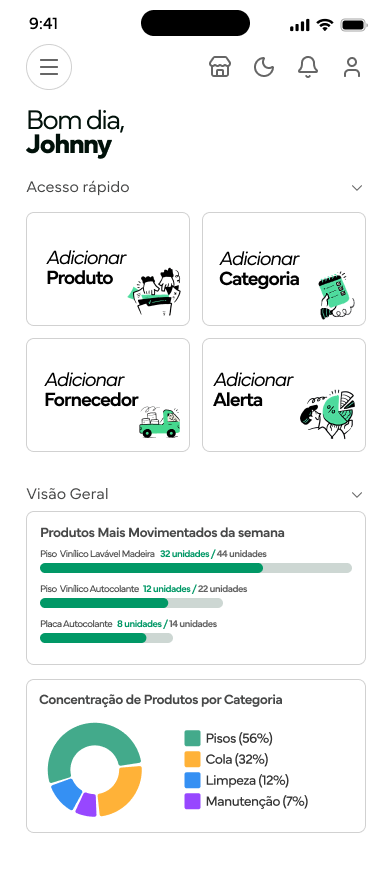 9:41
Bom dia,
Johnny
Acesso rápido
Adicionar
Produto
Adicionar
Categoria
Adicionar
Fornecedor
Adicionar
Alerta
Visão Geral
Produtos Mais Movimentados da semana
Piso Vinílico Lavável Madeira 32 unidades / 44 unidades
Piso Vinílico Autocolante 12 unidades / 22 unidades
Placa Autocolante 8 unidades / 14 unidades
Concentração de Produtos por Categoria
Pisos (56%)
Cola (32%)
Limpeza (12%)
Manutenção (7%)